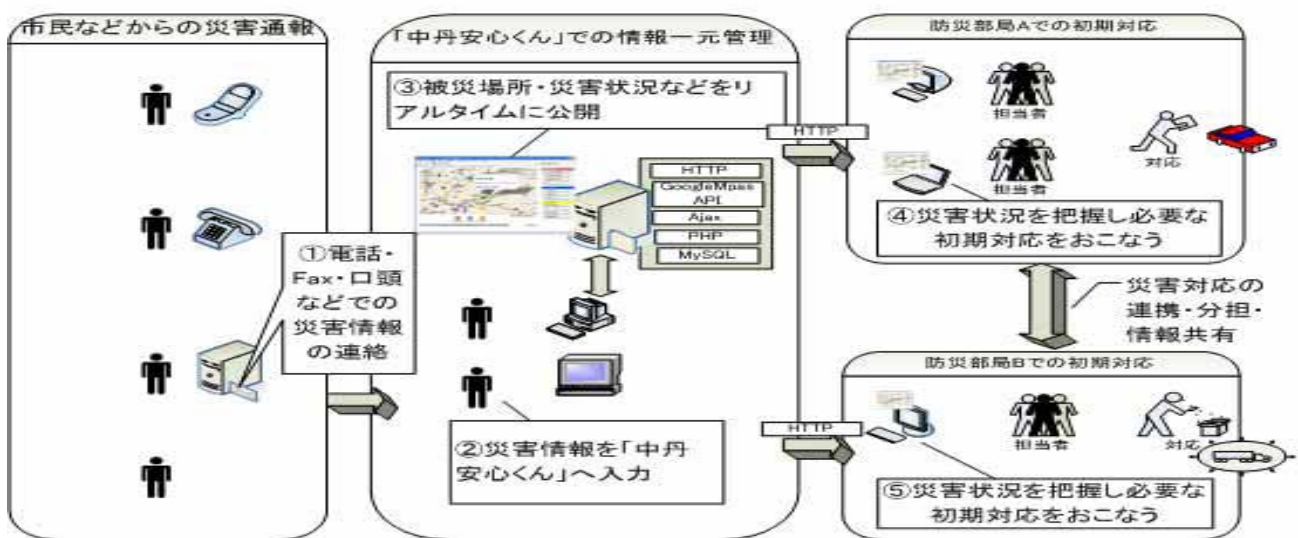 市民などからの災害通報
①電話・
Fax・口頭
などでの
災害情報
の連絡
「中丹安心くん」での情報一元管理
③被災場所・災害状況などをリ
アルタイムに公開
HTTP
GoogleMpas
API
Ajax
PHP
MySQL
②災害情報を「中丹
安心くん」へ入力
HTTP
HTTP
防災部局Aでの初期対応
担当者
担当者
対応
④災害状況を把握し必要な
初期対応をおこなう
災害対応の
連携・分担・
情報共有
防災部局Bでの初期対応
担当者
対応
⑤災害状況を把握し必要な
初期対応をおこなう